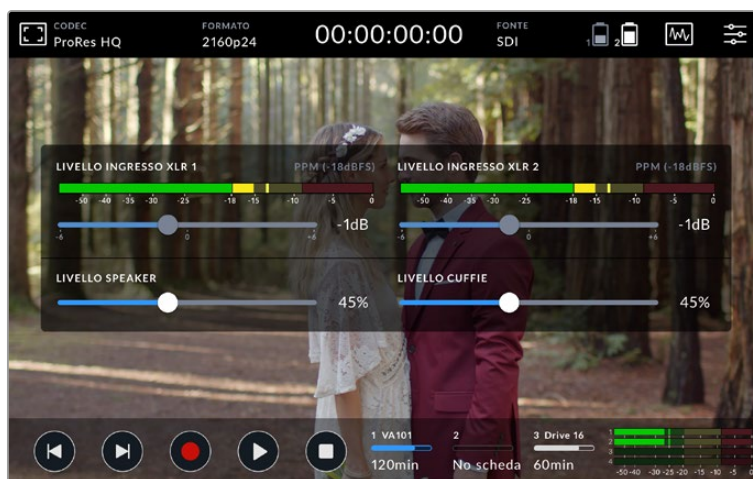 CODEC
ProRes HQ
FORMATO
2160p24
00:00:00:00
FONTE
SDI
1 2
LIVELLO INGRESSO XLR 1 PPM (-18dBFS)
-50 -40 -35 -30 -25 -18 -15 -10 -5 0
-1dB
-6 0 +6
LIVELLO INGRESSO XLR 2 PPM (-18dBFS)
-50 -40 -35 -30 -25 -18 -15 -10 -5 0
-1dB
-6 0 +6
LIVELLO SPEAKER
45%
LIVELLO CUFFIE
45%
1 VA101
120min
2
No scheda
3 Drive 16
60min
1
2
3
4
-50 -40 -30 -25 -20 -15 -10 -5 0